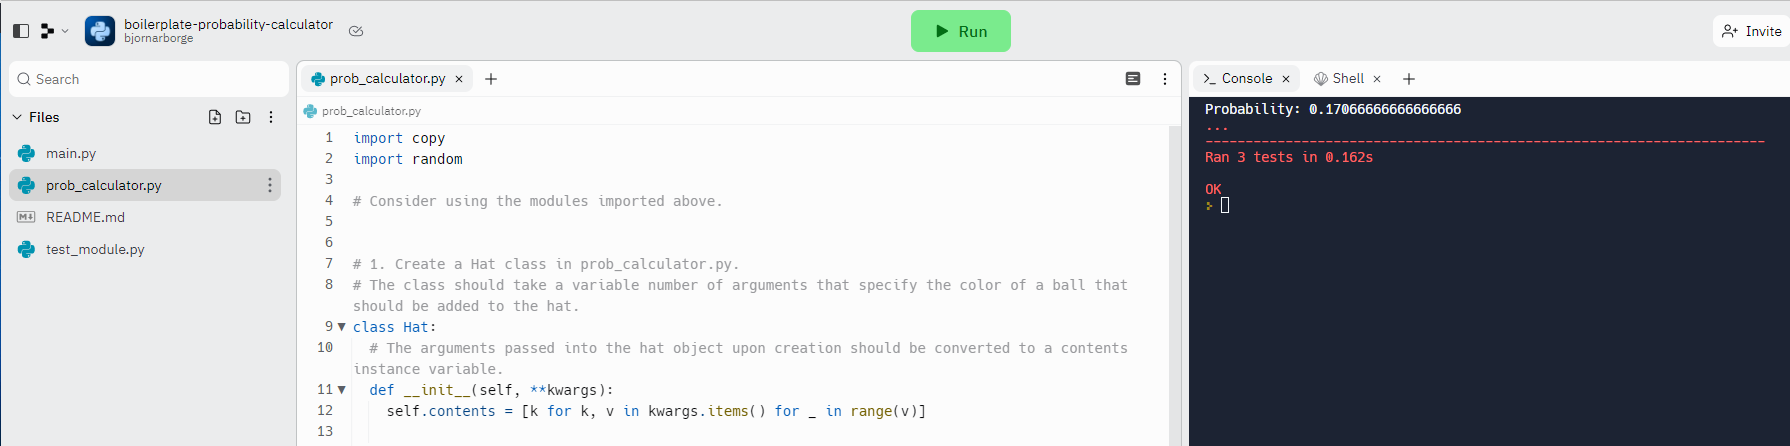 boilerplate-probability-calculator
bjornarborge
Run
Invite
Search
Files
main.py
prob_calculator.py
README.md
test_module.py
prob_calculator.py
prob_calculator.py
1 import copy
2 import random
3
4 # Consider using the modules imported above.
5
6
7 # 1. Create a Hat class in prob_calculator.py.
8 # The class should take a variable number of arguments that specify the color of a ball that
should be added to the hat.
9 class Hat:
10 # The arguments passed into the hat object upon creation should be converted to a contents
instance variable.
11 def __init__(self, **kwargs):
12 self.contents = [k for k, v in kwargs.items() for _ in range(v)]
13
Console
Shell
Probability: 0.17066666666666666
...
----------------------------------------------------------------------
Ran 3 tests in 0.162s
OK